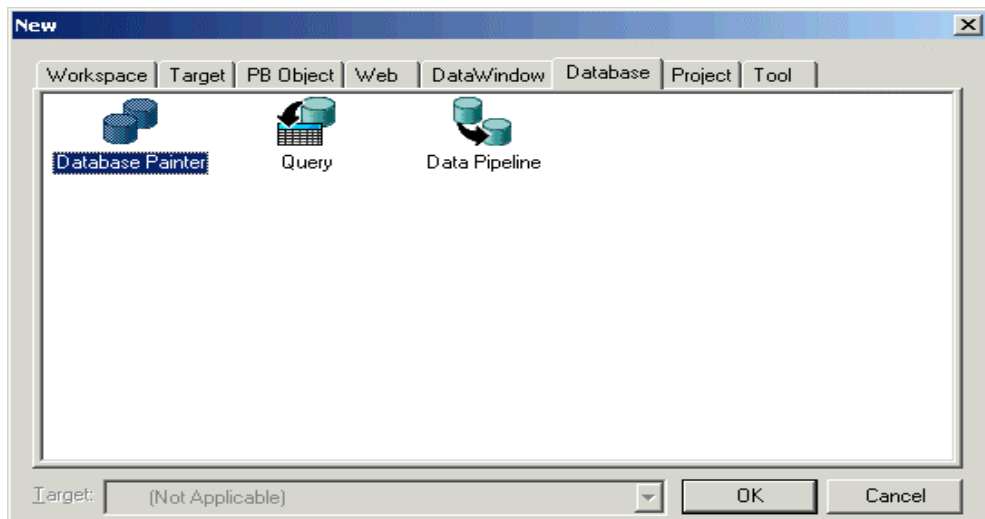 New
Workspace Target PB Object Web DataWindow Database Project Tool
Database Painter Query Data Pipeline
Target: (Not Applicable) OK Cancel